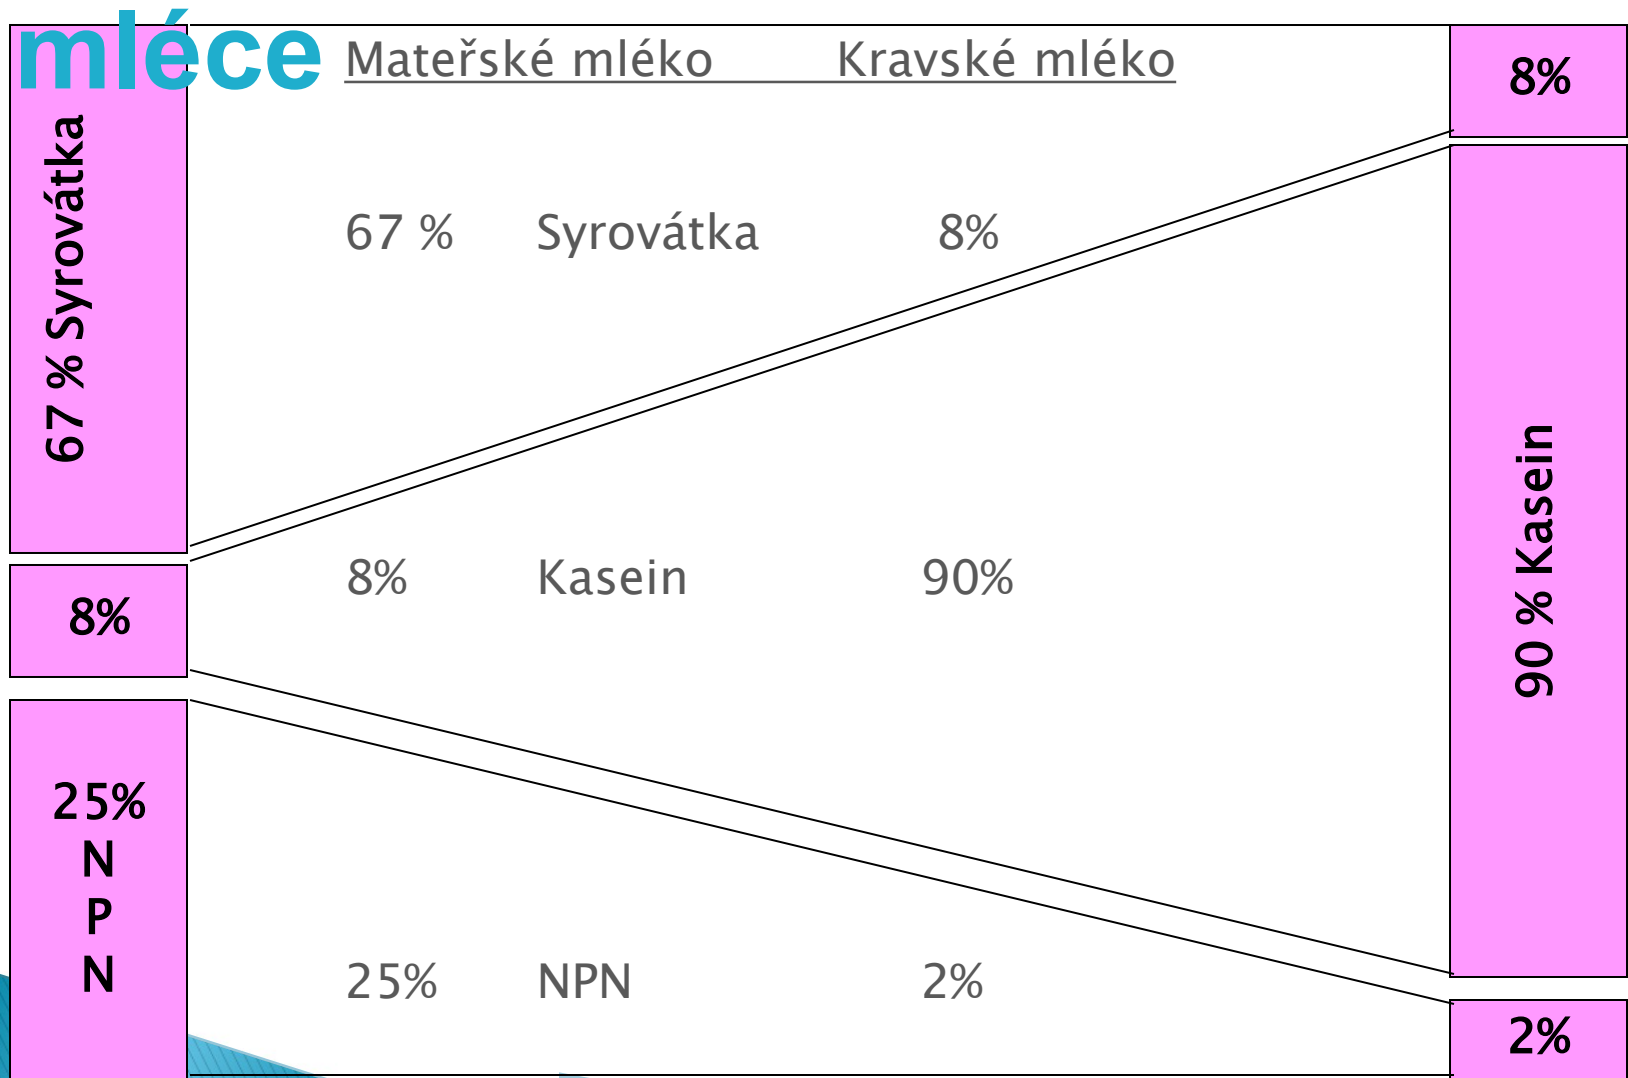 mléce
Mateřské mléko Kravské mléko
67 % Syrovátka 8%
8% Kasein 90%
25% NPN 2%
67 % Syrovátka
8%
25%
N
P
N
8%
90 % Kasein
2%